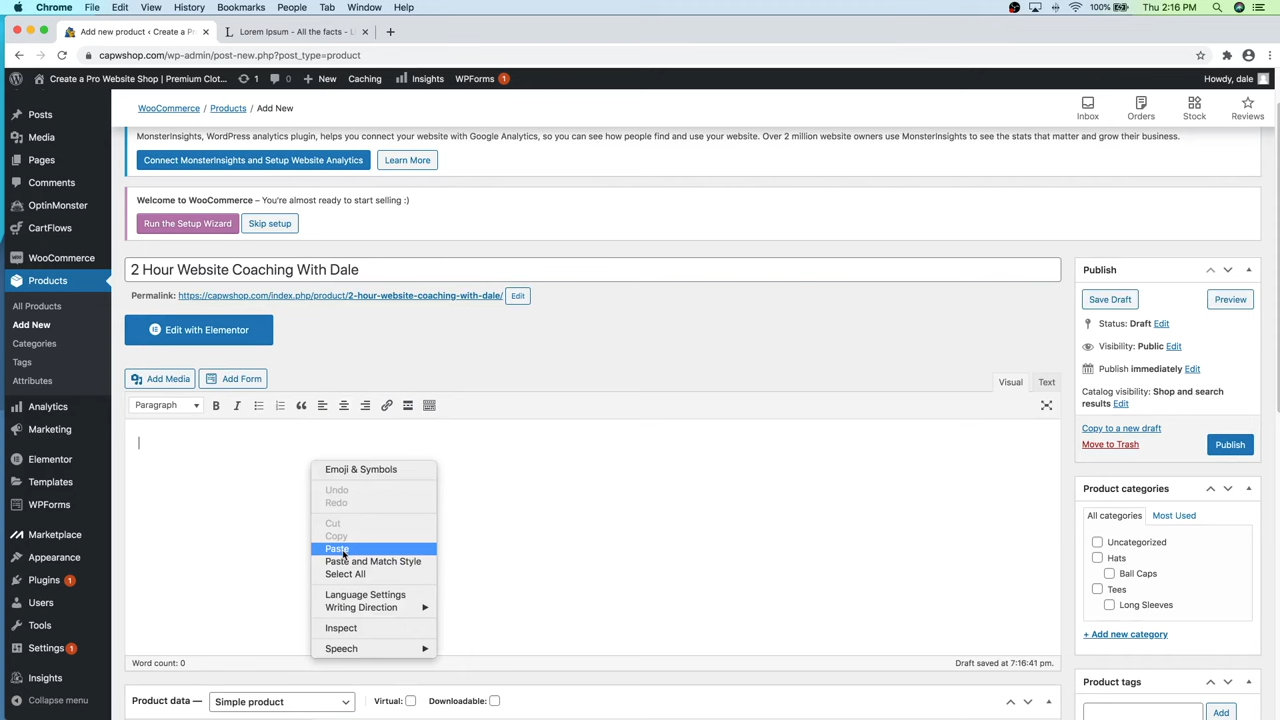 Chrome File Edit View History Bookmarks People Tab Window Help 100% Thu 2:16 PM
Add new product ‹ Create a Pr × Lorem Ipsum - All the facts - L × +
capwshop.com/wp-admin/post-new.php?post_type=product
Create a Pro Website Shop | Premium Clot... 1 0 + New Caching Insights WPForms 1 Howdy, dale
Posts
Media
Pages
Comments
OptinMonster
CartFlows
WooCommerce
Products
All Products
Add New
Categories
Tags
Attributes
Analytics
Marketing
Elementor
Templates
WPForms
Marketplace
Appearance
Plugins 1
Users
Tools
Settings 1
Insights
Collapse menu
WooCommerce / Products / Add New
Inbox Orders Stock Reviews
MonsterInsights, WordPress analytics plugin, helps you connect your website with Google Analytics, so you can see how people find and use your website. Over 2 million website owners use MonsterInsights to see the stats that matter and grow their business.
Connect MonsterInsights and Setup Website Analytics Learn More
Welcome to WooCommerce – You're almost ready to start selling :)
Run the Setup Wizard Skip setup
2 Hour Website Coaching With Dale
Permalink: https://capwshop.com/index.php/product/2-hour-website-coaching-with-dale/ Edit
Edit with Elementor
Add Media Add Form Visual Text
Paragraph B I
Emoji & Symbols
Undo
Redo
Cut
Copy
Paste
Paste and Match Style
Select All
Language Settings
Writing Direction
Inspect
Speech
Word count: 0 Draft saved at 7:16:41 pm.
Product data — Simple product Virtual: Downloadable:
Publish
Save Draft Preview
Status: Draft Edit
Visibility: Public Edit
Publish immediately Edit
Catalog visibility: Shop and search
results Edit
Copy to a new draft
Move to Trash Publish
Product categories
All categories Most Used
Uncategorized
Hats
Ball Caps
Tees
Long Sleeves
+ Add new category
Product tags
Add